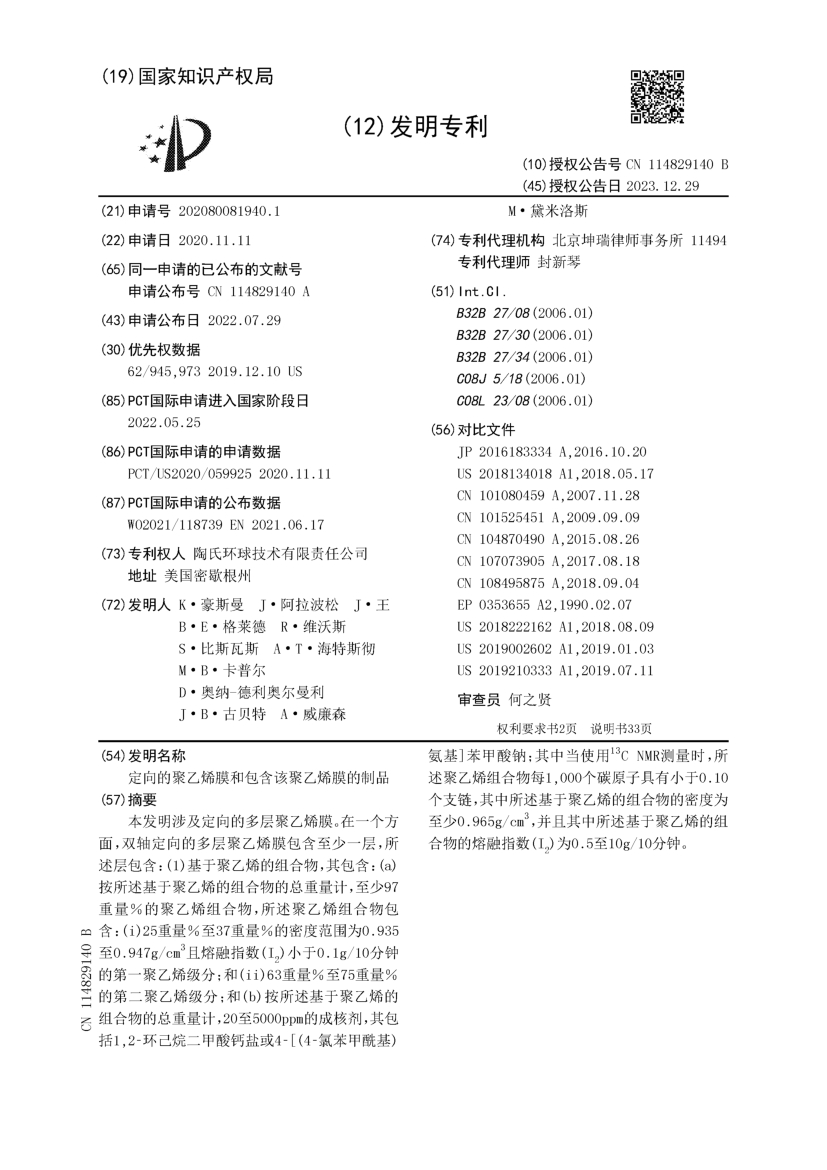 (19)国家知识产权局
(12)发明专利
(10)授权公告号 CN 114829140 B
(45)授权公告日 2023.12.29
(21)申请号 202080081940.1
(22)申请日 2020.11.11
(65)同一申请的已公布的文献号
申请公布号 CN 114829140 A
(43)申请公布日 2022.07.29
(30)优先权数据
62/945,973 2019.12.10 US
(85)PCT国际申请进入国家阶段日
2022.05.25
(86)PCT国际申请的申请数据
PCT/US2020/059925 2020.11.11
(87)PCT国际申请的公布数据
WO2021/118739 EN 2021.06.17
(73)专利权人 陶氏环球技术有限责任公司
地址 美国密歇根州
(72)发明人 K·豪斯曼 J·阿拉波松 J·王
B·E·格莱德 R·维沃斯
S·比斯瓦斯 A·T·海特斯彻
M·B·卡普尔
D·奥纳-德利奥尔曼利
J·B·古贝特 A·威廉森
M·黛米洛斯
(74)专利代理机构 北京坤瑞律师事务所 11494
专利代理师 封新琴
(51)Int.Cl.
B32B 27/08(2006.01)
B32B 27/30(2006.01)
B32B 27/34(2006.01)
C08J 5/18(2006.01)
C08L 23/08(2006.01)
(56)对比文件
JP 2016183334 A,2016.10.20
US 2018134018 A1,2018.05.17
CN 101080459 A,2007.11.28
CN 101525451 A,2009.09.09
CN 104870490 A,2015.08.26
CN 107073905 A,2017.08.18
CN 108495875 A,2018.09.04
EP 0353655 A2,1990.02.07
US 2018222162 A1,2018.08.09
US 2019002602 A1,2019.01.03
US 2019210333 A1,2019.07.11
审查员 何之贤
权利要求书2页 说明书33页
(54)发明名称
定向的聚乙烯膜和包含该聚乙烯膜的制品
(57)摘要
本发明涉及定向的多层聚乙烯膜。在一个方
面,双轴定向的多层聚乙烯膜包含至少一层,所
述层包含:(1)基于聚乙烯的组合物,其包含:(a)
按所述基于聚乙烯的组合物的总重量计,至少97
重量%的聚乙烯组合物,所述聚乙烯组合物包
含:(i)25重量%至37重量%的密度范围为0.935
至0.947g/cm³且熔融指数(I₂)小于0.1g/10分钟
的第一聚乙烯级分;和(ii)63重量%至75重量%
的第二聚乙烯级分;和(b)按所述基于聚乙烯的
组合物的总重量计,20至5000ppm的成核剂,其包
括1,2-环己烷二甲酸钙盐或4-[(4-氯苯甲酰基)
氨基]苯甲酸钠;其中当使用¹³C NMR测量时,所
述聚乙烯组合物每1,000个碳原子具有小于0.10
个支链,其中所述基于聚乙烯的组合物的密度为
至少0.965g/cm³,并且其中所述基于聚乙烯的组
合物的熔融指数(I₂)为0.5至10g/10分钟。
CN 114829140 B